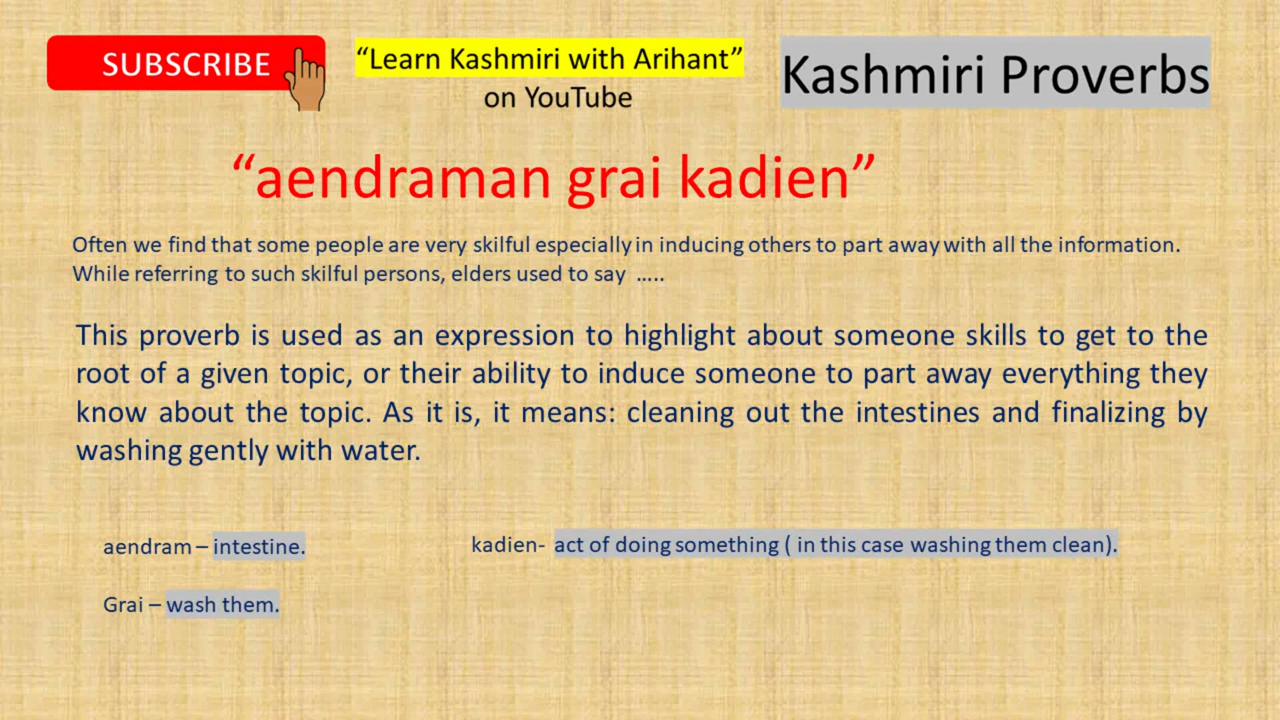 SUBSCRIBE
“Learn Kashmiri with Arihant”
on YouTube
Kashmiri Proverbs
“aendraman grai kadien”
Often we find that some people are very skilful especially in inducing others to part away with all the information.
While referring to such skilful persons, elders used to say …..
This proverb is used as an expression to highlight about someone skills to get to the
root of a given topic, or their ability to induce someone to part away everything they
know about the topic. As it is, it means: cleaning out the intestines and finalizing by
washing gently with water.
aendram – intestine.
kadien- act of doing something ( in this case washing them clean).
Grai – wash them.